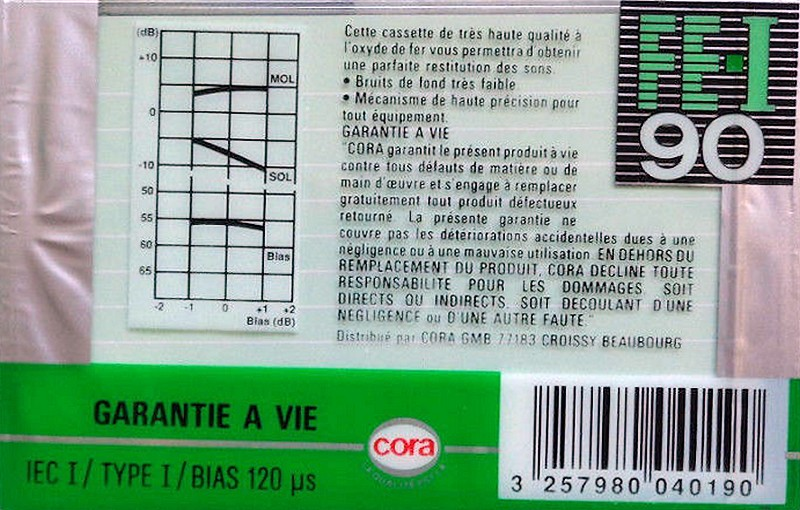 (dB)
+10
MOL
0
-10
SOL
50
55
60
Bias
65
-2 -1 0 +1 +2
Bias (dB)
Cette cassette de très haute qualité à
l'oxyde de fer vous permettra d'obtenir
une parfaite restitution des sons.
• Bruits de fond très faible.
• Mécanisme de haute précision pour
tout équipement.
GARANTIE A VIE
"CORA garantit le présent produit à vie
contre tous défauts de matière ou de
main d'œuvre et s'engage à remplacer
gratuitement tout produit défectueux
retourné. La présente garantie ne
couvre pas les détériorations accidentelles dues à une
négligence ou à une mauvaise utilisation. EN DEHORS DU
REMPLACEMENT DU PRODUIT, CORA DECLINE TOUTE
RESPONSABILITE POUR LES DOMMAGES, SOIT
DIRECTS OU INDIRECTS, SOIT DECOULANT D'UNE
NEGLIGENCE ou D'UNE AUTRE FAUTE."
Distribué par CORA GMB 77183 CROISSY BEAUBOURG
FE·I
90
GARANTIE A VIE
IEC I/TYPE I/BIAS 120 µs
cora
3 257980 040190